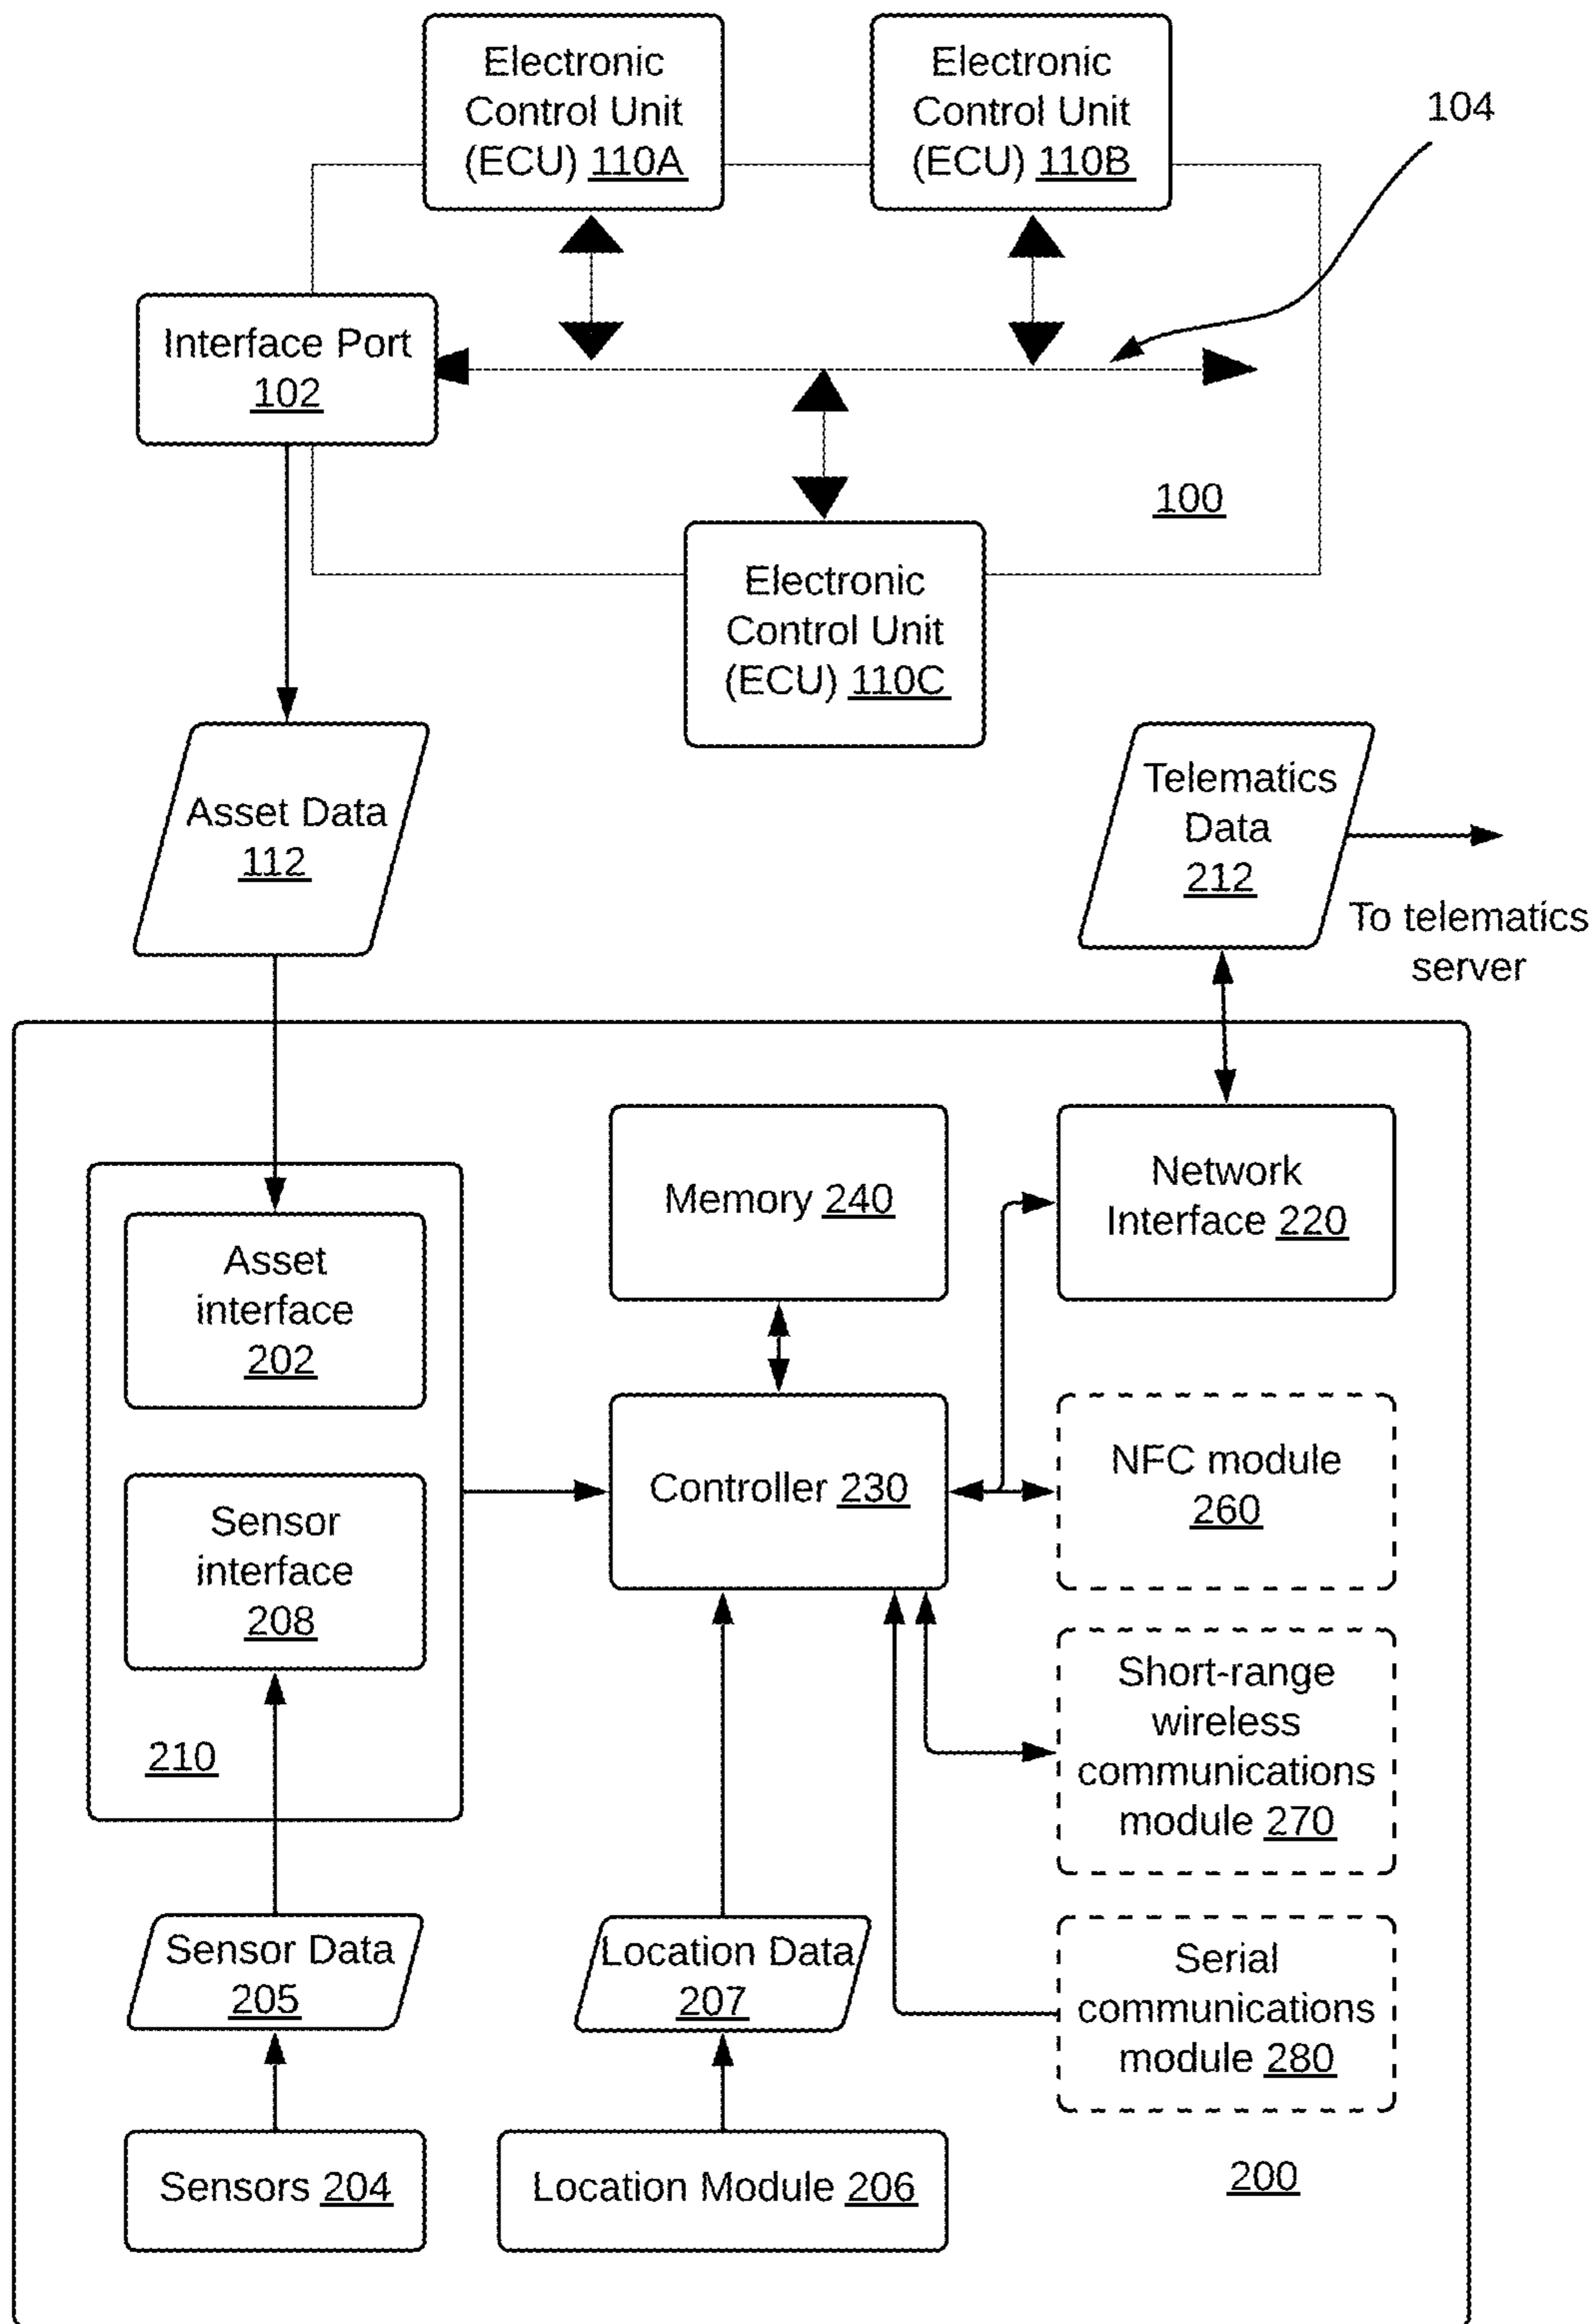 Electronic
Control Unit
(ECU) 110A
Electronic
Control Unit
(ECU) 110B
104
Interface Port
102
100
Electronic
Control Unit
(ECU) 110C
Asset Data
112
Telematics
Data
212
To telematics
server
Memory 240
Network
Interface 220
Asset
interface
202
Controller 230
NFC module
260
Sensor
interface
208
210
Short-range
wireless
communications
module 270
Sensor Data
205
Location Data
207
Serial
communications
module 280
Sensors 204
Location Module 206
200